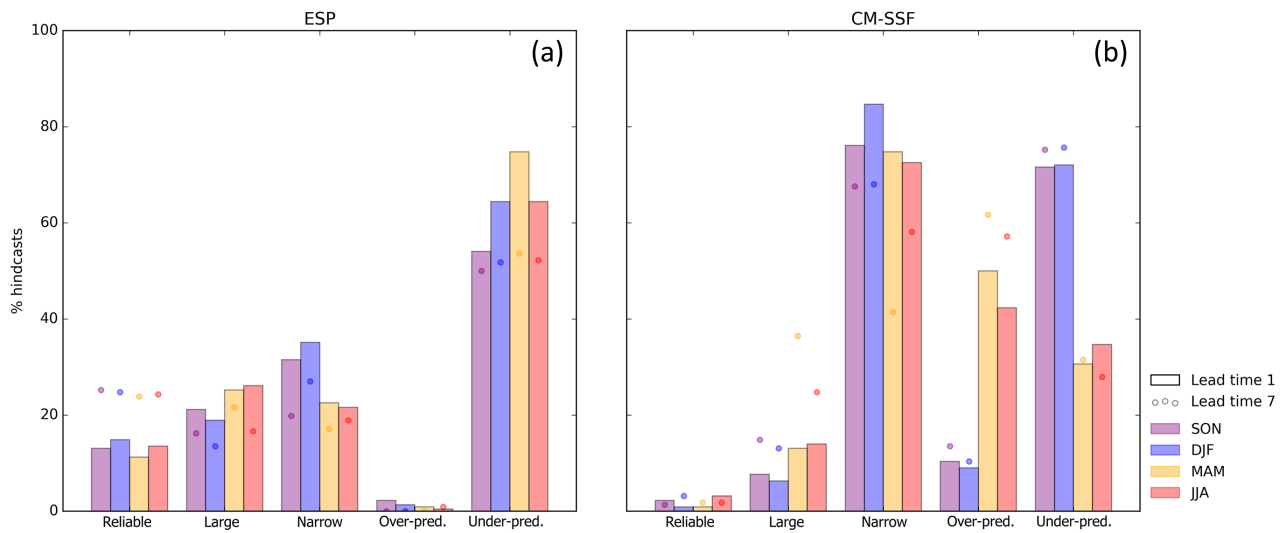 ESP
CM-SSF
(a)
(b)
100
80
60
40
20
0
% hindcasts
Reliable Large Narrow Over-pred. Under-pred.
Reliable Large Narrow Over-pred. Under-pred.
Lead time 1
Lead time 7
SON
DJF
MAM
JJA